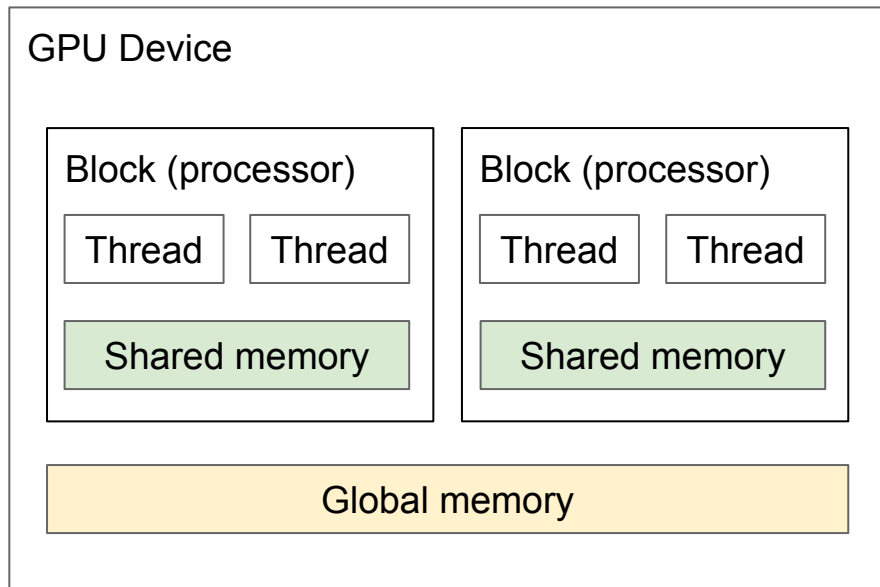 GPU Device
Block (processor)
Thread
Thread
Shared memory
Block (processor)
Thread
Thread
Shared memory
Global memory